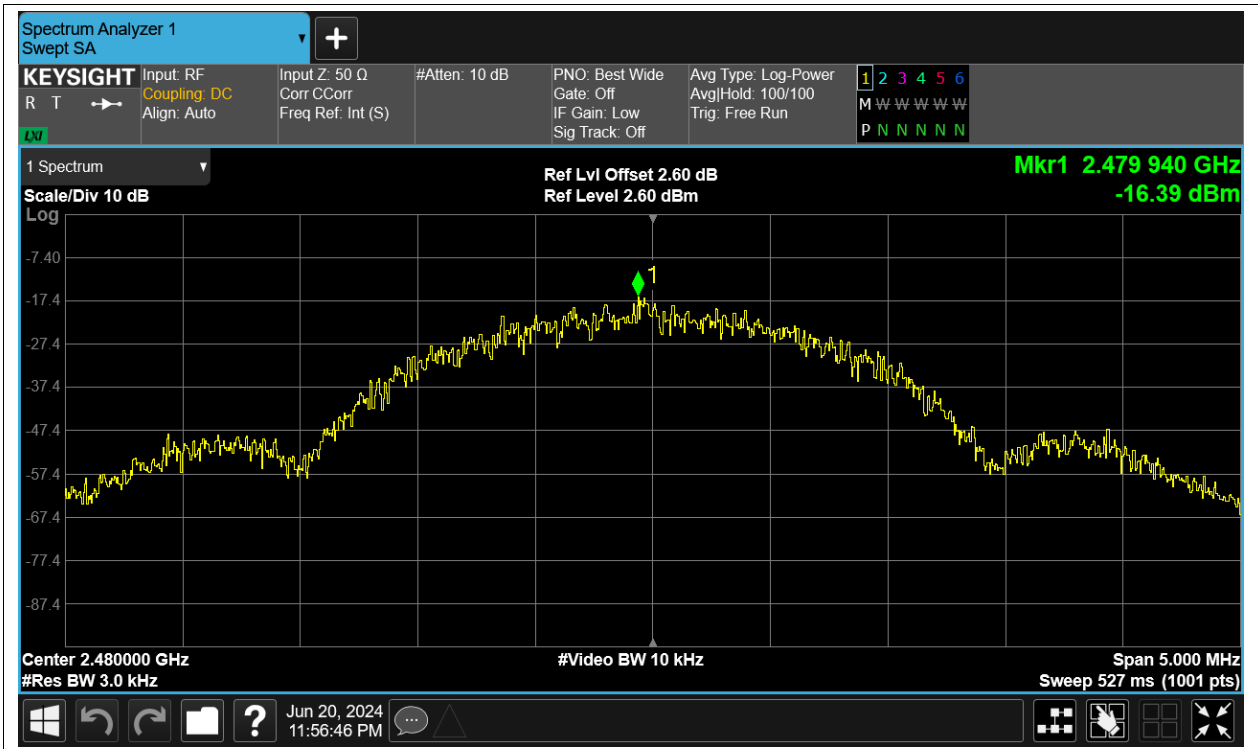 Spectrum Analyzer 1
Swept SA
▼
+
KEYSIGHT
R T
LXI
Input: RF
Coupling: DC
Align: Auto
Input Z: 50 Ω
Corr CCorr
Freq Ref: Int (S)
#Atten: 10 dB
PNO: Best Wide
Gate: Off
IF Gain: Low
Sig Track: Off
Avg Type: Log-Power
Avg|Hold: 100/100
Trig: Free Run
1 2 3 4 5 6
M W W W W W
P N N N N N
1 Spectrum ▼
Scale/Div 10 dB
Log
Ref Lvl Offset 2.60 dB
Ref Level 2.60 dBm
Mkr1 2.479 940 GHz
-16.39 dBm
1
-7.40
-17.4
-27.4
-37.4
-47.4
-57.4
-67.4
-77.4
-87.4
Center 2.480000 GHz
#Res BW 3.0 kHz
#Video BW 10 kHz
Span 5.000 MHz
Sweep 527 ms (1001 pts)
?
Jun 20, 2024
11:56:46 PM